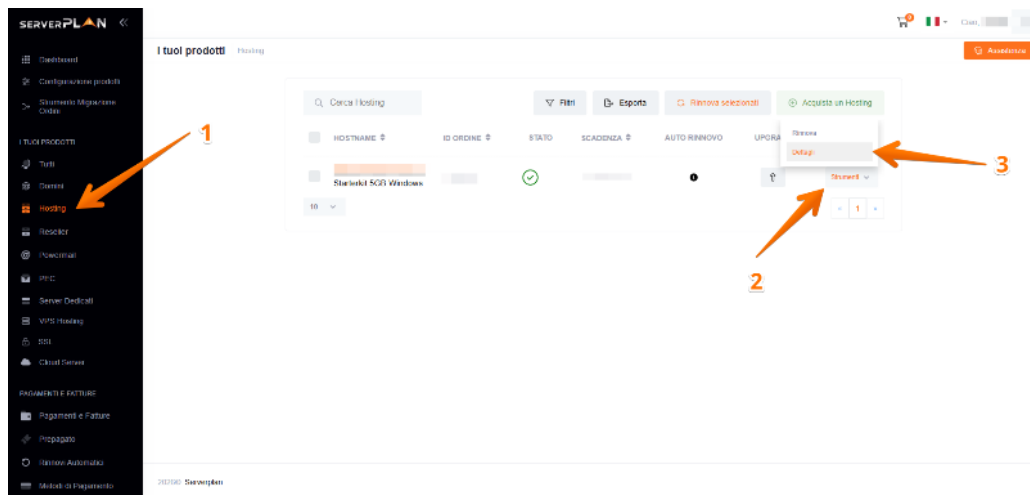 SERVERPLAN
0
Ciao,
I tuoi prodotti
Hosting
Assistenza
Dashboard
Configurazione prodotti
Strumento Migrazione
Ordini
I TUOI PRODOTTI
Tutti
Domini
Hosting
Reseller
Powermail
PEC
Server Dedicati
VPS Hosting
SSL
Cloud Server
PAGAMENTI E FATTURE
Pagamenti e Fatture
Prepagato
Rinnovi Automatici
Metodi di Pagamento
1
Cerca Hosting
Filtri
Esporta
Rinnova selezionati
Acquista un Hosting
HOSTNAME
ID ORDINE
STATO
SCADENZA
AUTO RINNOVO
UPGRA
Rinnova
Dettagli
3
Starterkit 5GB Windows
Strumenti
10
«
1
»
2
Serverplan